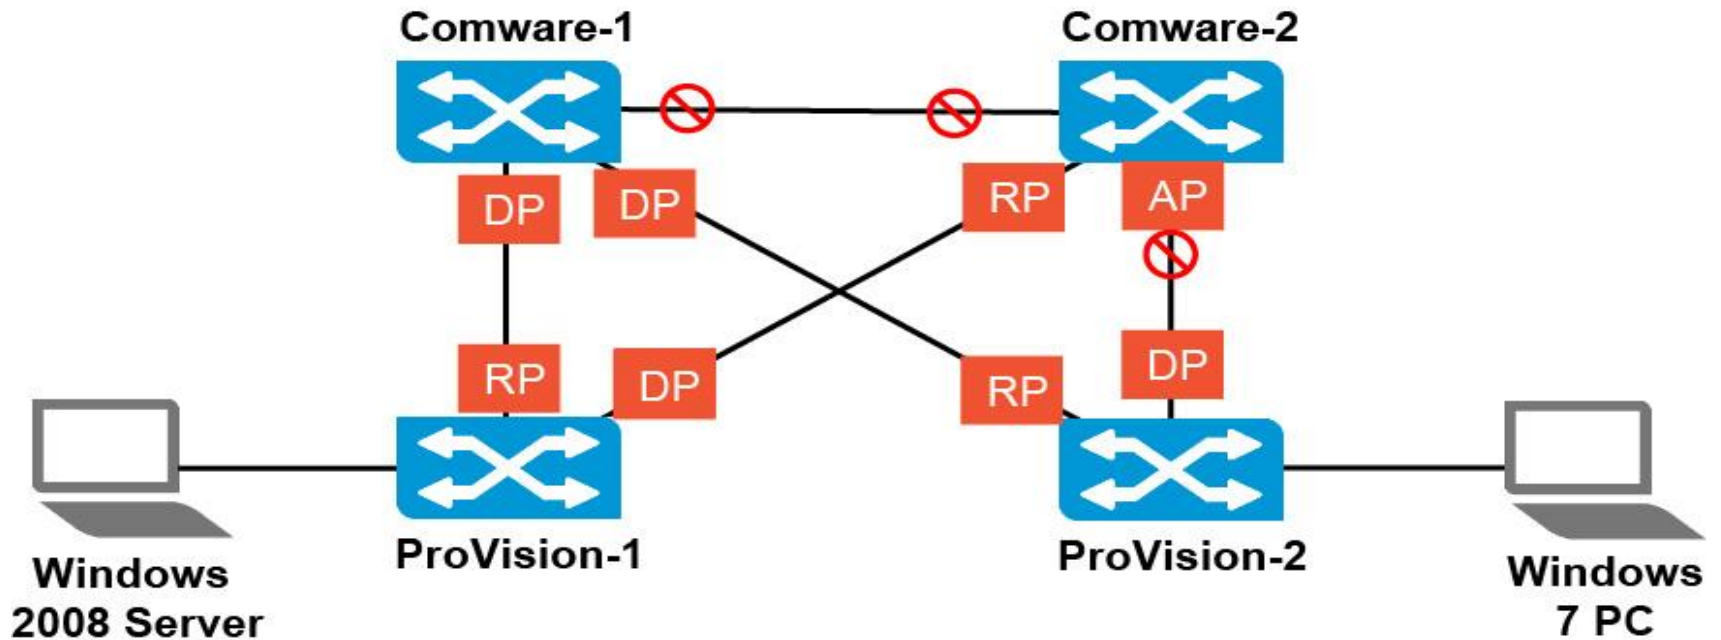 Comware-1
Comware-2
DP
DP
RP
AP
RP
DP
RP
DP
ProVision-1
ProVision-2
Windows
2008 Server
Windows
7 PC